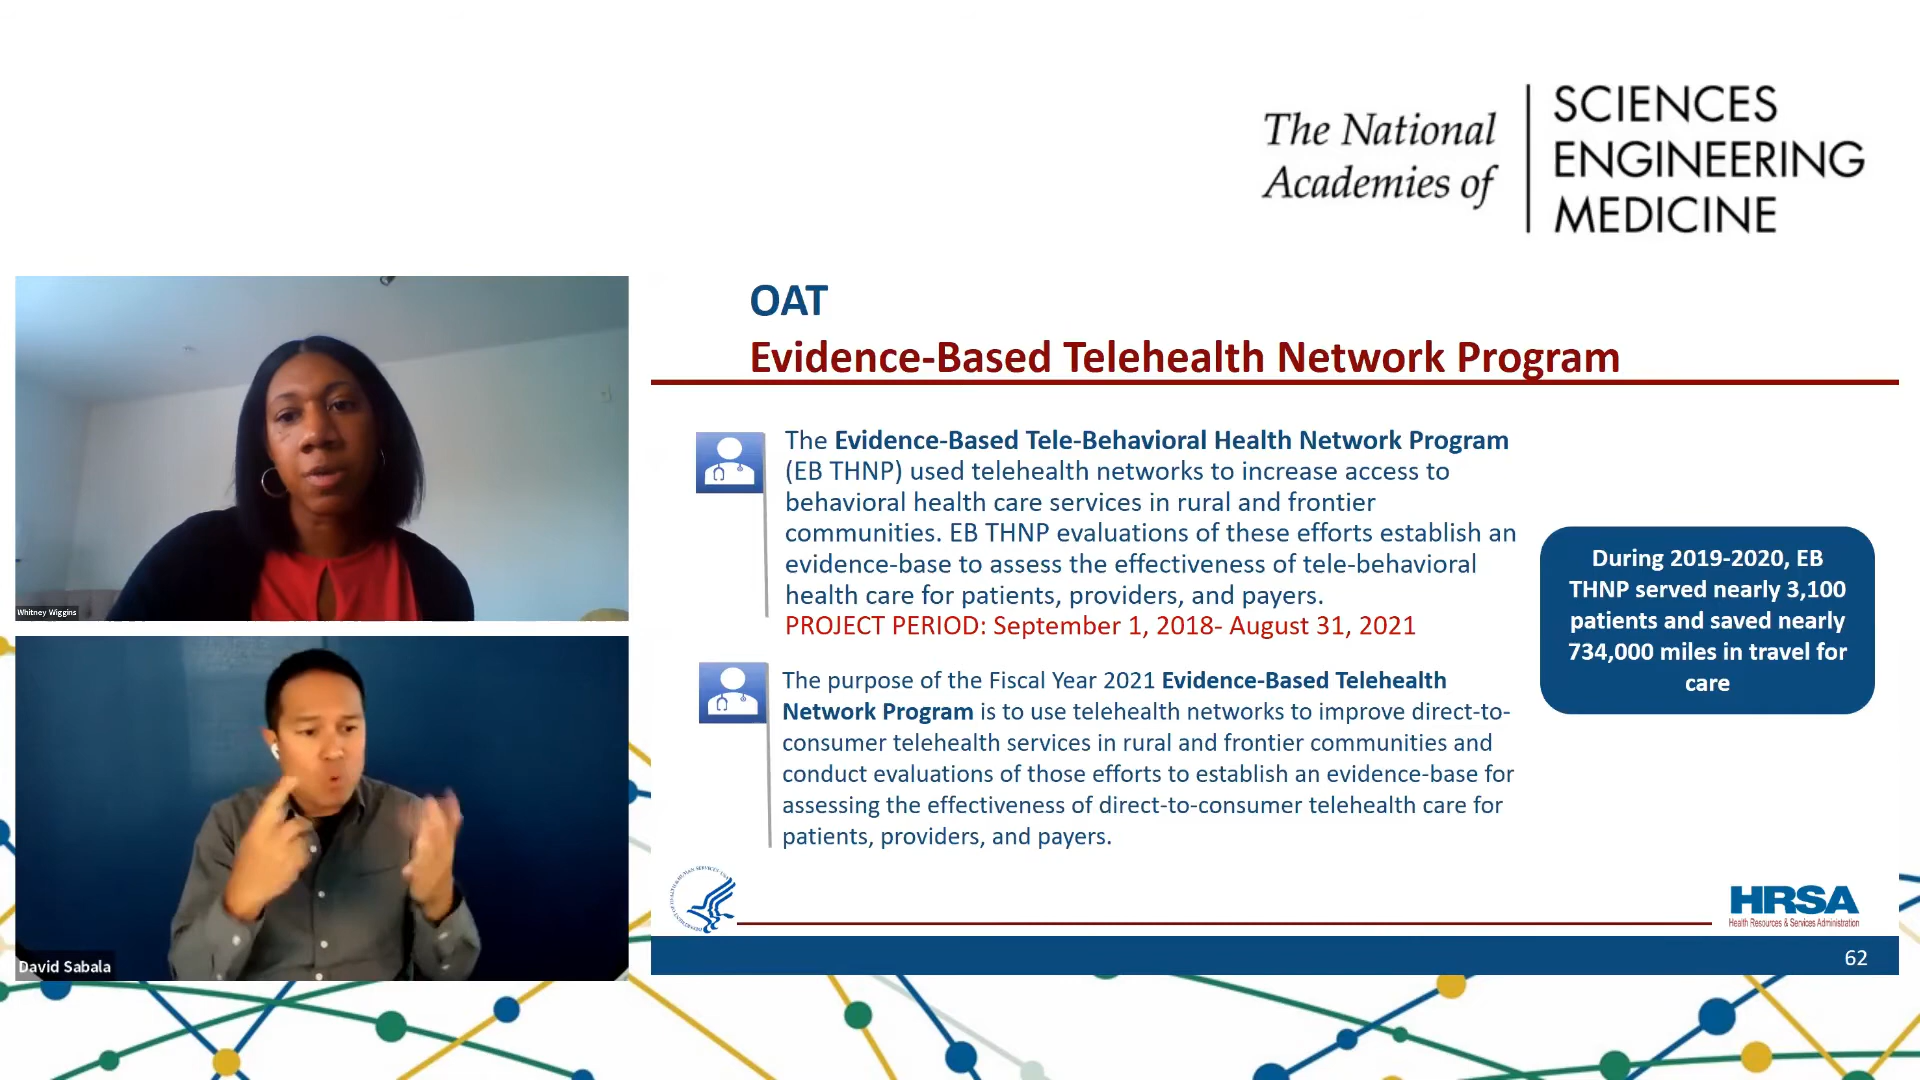 The National
Academies of
SCIENCES
ENGINEERING
MEDICINE
Whitney Wiggins
David Sabala
OAT
Evidence-Based Telehealth Network Program
The Evidence-Based Tele-Behavioral Health Network Program
(EB THNP) used telehealth networks to increase access to
behavioral health care services in rural and frontier
communities. EB THNP evaluations of these efforts establish an
evidence-base to assess the effectiveness of tele-behavioral
health care for patients, providers, and payers.
PROJECT PERIOD: September 1, 2018- August 31, 2021
The purpose of the Fiscal Year 2021 Evidence-Based Telehealth
Network Program is to use telehealth networks to improve direct-to-
consumer telehealth services in rural and frontier communities and
conduct evaluations of those efforts to establish an evidence-base for
assessing the effectiveness of direct-to-consumer telehealth care for
patients, providers, and payers.
During 2019-2020, EB
THNP served nearly 3,100
patients and saved nearly
734,000 miles in travel for
care
HRSA
Health Resources & Services Administration
62